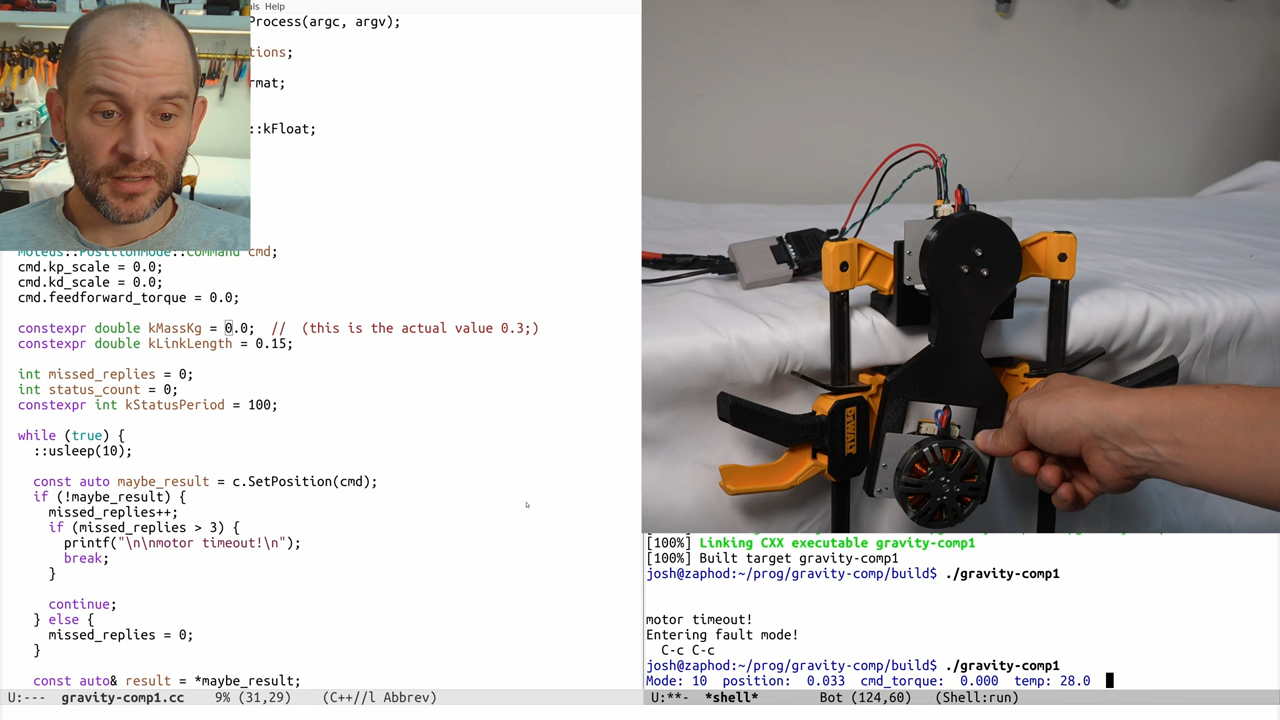 als Help
Process(argc, argv);
tions;
rmat;
::kFloat;
moteus::PositionMode::Command cmd;
cmd.kp_scale = 0.0;
cmd.kd_scale = 0.0;
cmd.feedforward_torque = 0.0;
constexpr double kMassKg = 0.0;  //  (this is the actual value 0.3;)
constexpr double kLinkLength = 0.15;
int missed_replies = 0;
int status_count = 0;
constexpr int kStatusPeriod = 100;
while (true) {
::usleep(10);
const auto maybe_result = c.SetPosition(cmd);
if (!maybe_result) {
missed_replies++;
if (missed_replies > 3) {
printf("\n\nmotor timeout!\n");
break;
}
continue;
} else {
missed_replies = 0;
}
const auto& result = *maybe_result;
U:---  gravity-comp1.cc    9% (31,29)    (C++//l Abbrev)
DEWALT
[100%] Linking CXX executable gravity-comp1
[100%] Built target gravity-comp1
josh@zaphod:~/prog/gravity-comp/build$ ./gravity-comp1
motor timeout!
Entering fault mode!
C-c C-c
josh@zaphod:~/prog/gravity-comp/build$ ./gravity-comp1
Mode: 10  position:  0.033  cmd_torque:  0.000  temp: 28.0
U:**-  *shell*    Bot (124,60)    (Shell:run)